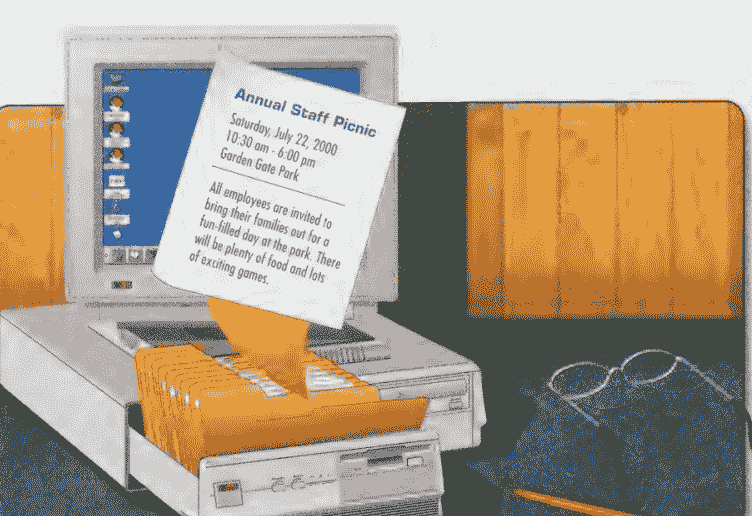 Annual Staff Picnic
Saturday, July 22, 2000
10:30 am - 6:00 pm
Garden Gate Park
All employees are invited to
bring their families out for a
fun-filled day at the park. There
will be plenty of food and lots
of exciting games.